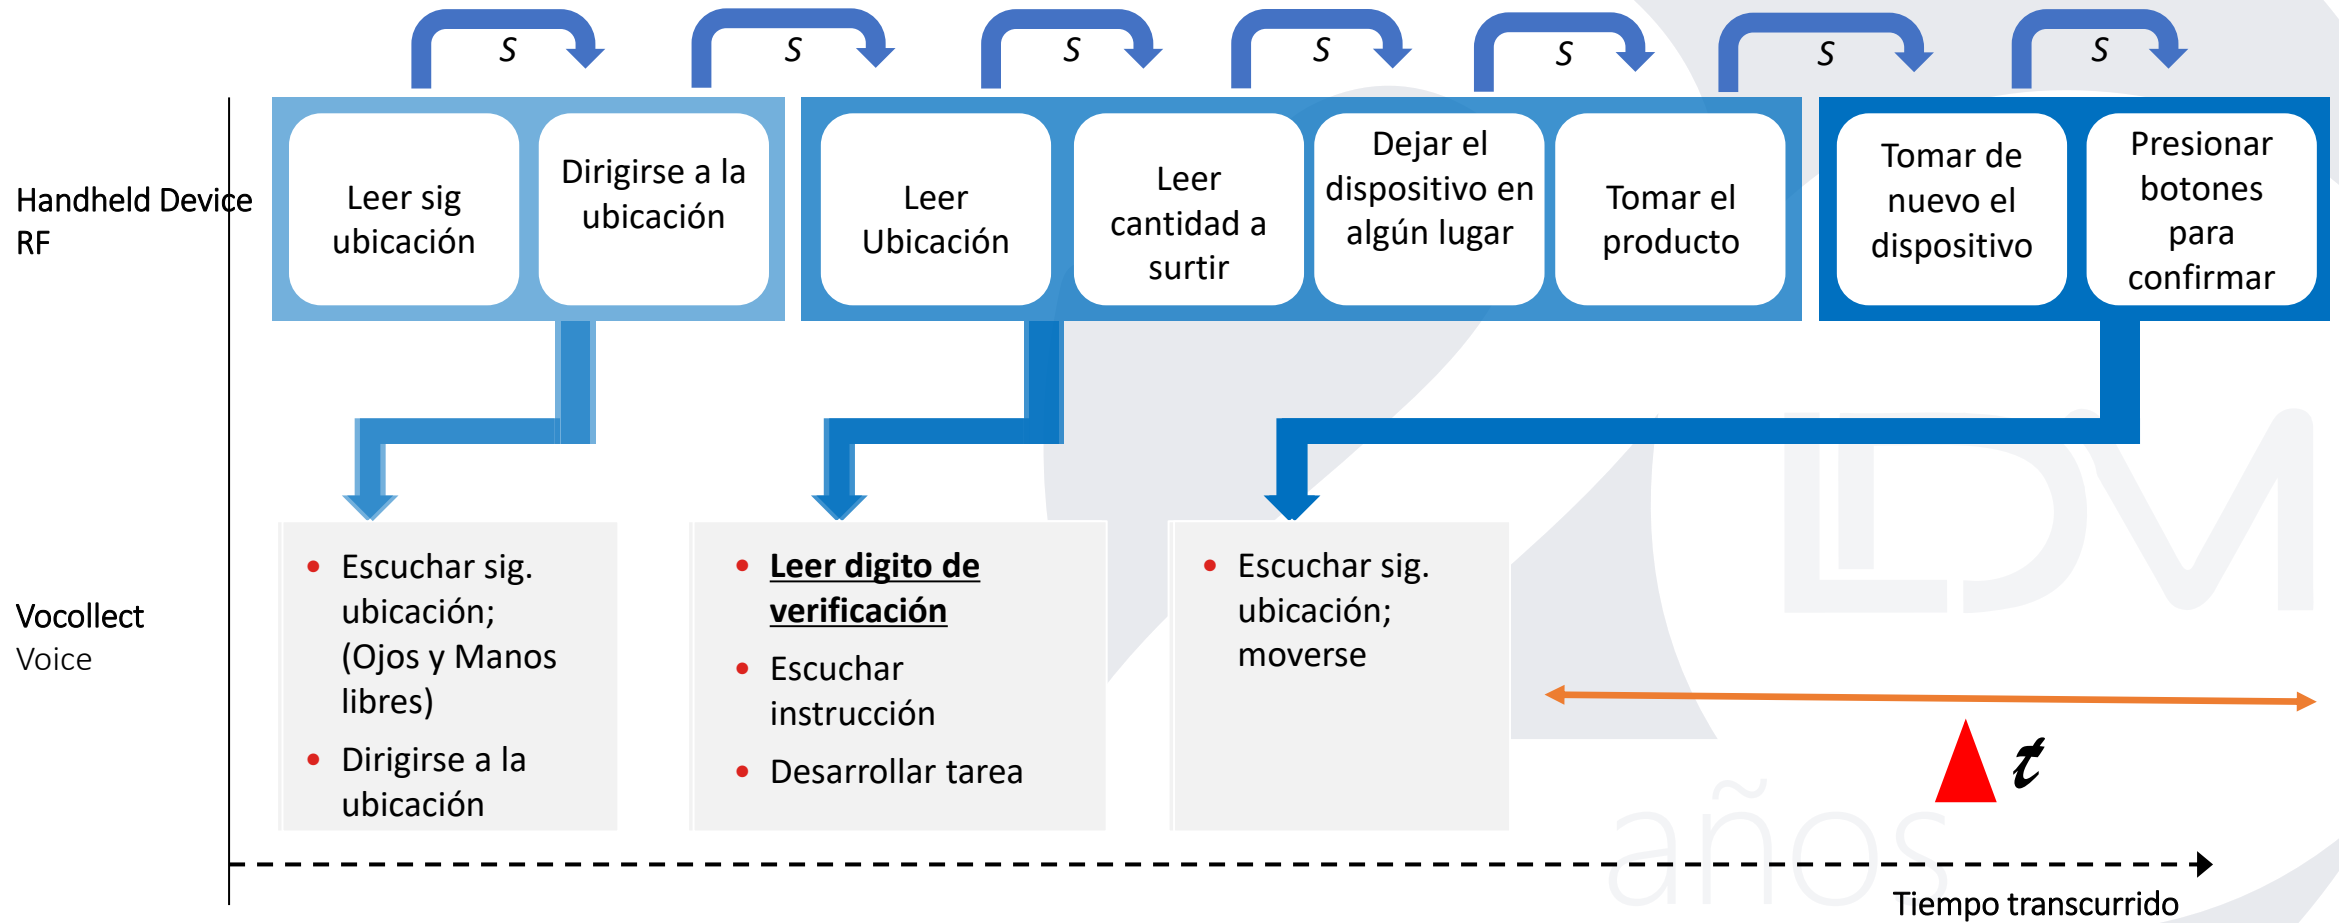 S
S
S
S
S
S
S
Handheld Device
RF
Leer sig
ubicación
Dirigirse a la
ubicación
Leer
Ubicación
Leer
cantidad a
surtir
Dejar el
dispositivo en
algún lugar
Tomar el
producto
Tomar de
nuevo el
dispositivo
Presionar
botones
para
confirmar
Vocollect
Voice
• Escuchar sig.
ubicación;
(Ojos y Manos
libres)
• Dirigirse a la
ubicación
• Leer digito de
verificación
• Escuchar
instrucción
• Desarrollar tarea
• Escuchar sig.
ubicación;
moverse
t
LDM
años
Tiempo transcurrido